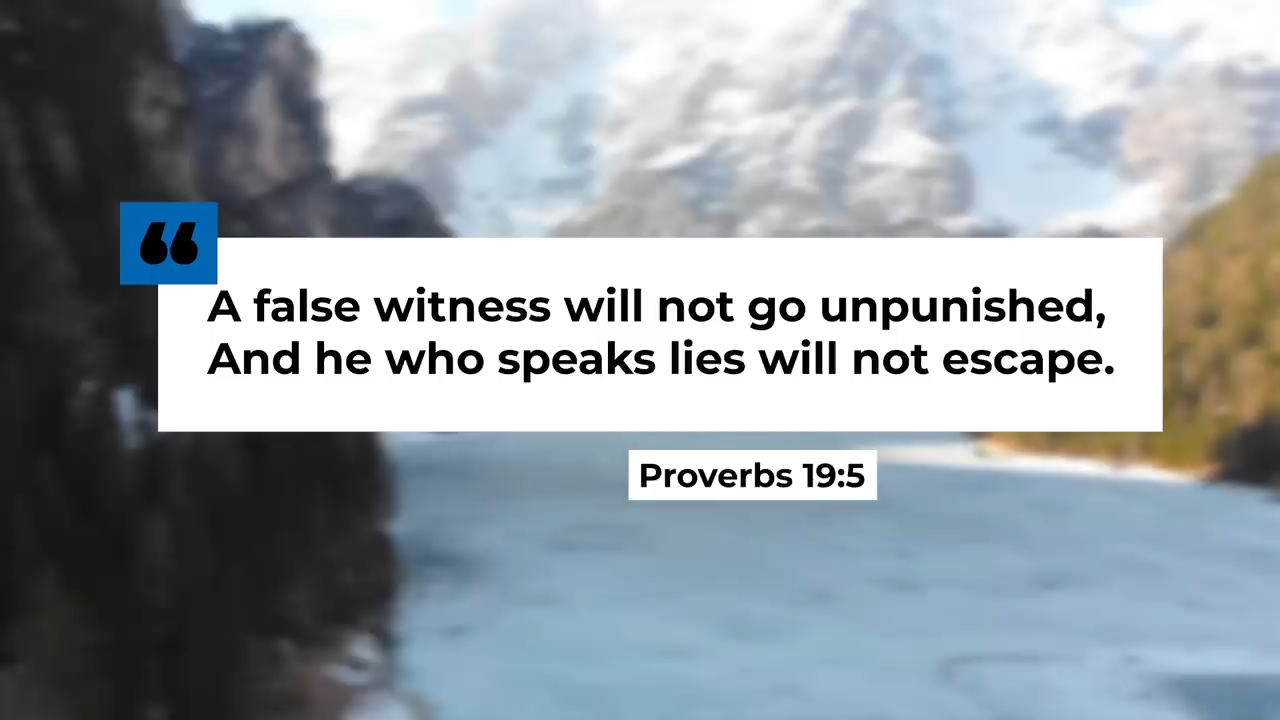 A false witness will not go unpunished,
And he who speaks lies will not escape.
Proverbs 19:5